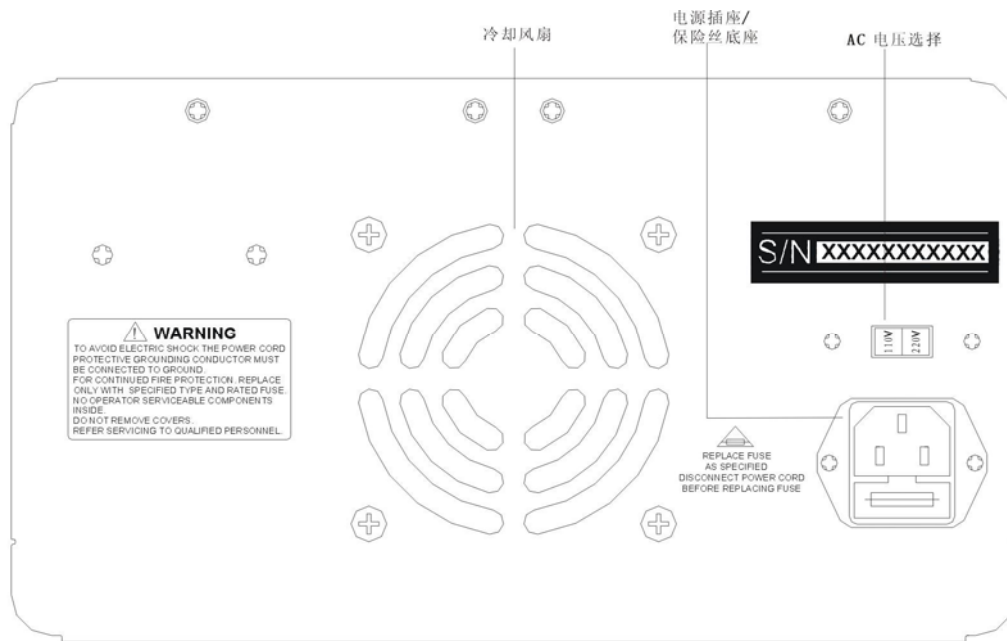 冷却风扇
电源插座/
保险丝底座
AC 电压选择
S/N XXXXXXXXXXX
110V
220V
WARNING
TO AVOID ELECTRIC SHOCK THE POWER CORD
PROTECTIVE GROUNDING CONDUCTOR MUST
BE CONNECTED TO GROUND.
FOR CONTINUED FIRE PROTECTION. REPLACE
ONLY WITH SPECIFIED TYPE AND RATED FUSE.
NO OPERATOR SERVICEABLE COMPONENTS
INSIDE.
DO NOT REMOVE COVERS.
REFER SERVICING TO QUALIFIED PERSONNEL.
REPLACE FUSE
AS SPECIFIED
DISCONNECT POWER CORD
BEFORE REPLACING FUSE